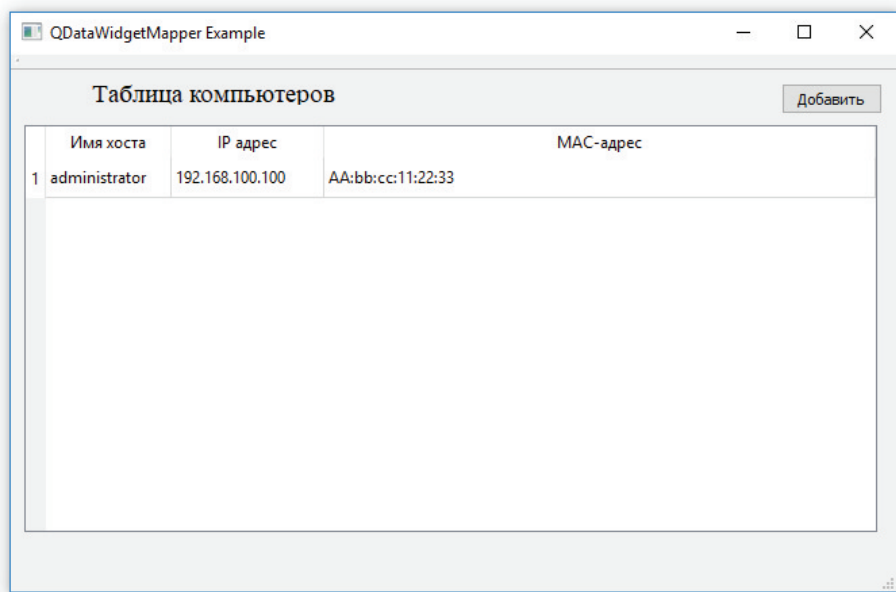 QDataWidgetMapper Example
Таблица компьютеров
Добавить
Имя хоста IP адрес MAC-адрес
1 administrator 192.168.100.100 AA:bb:cc:11:22:33